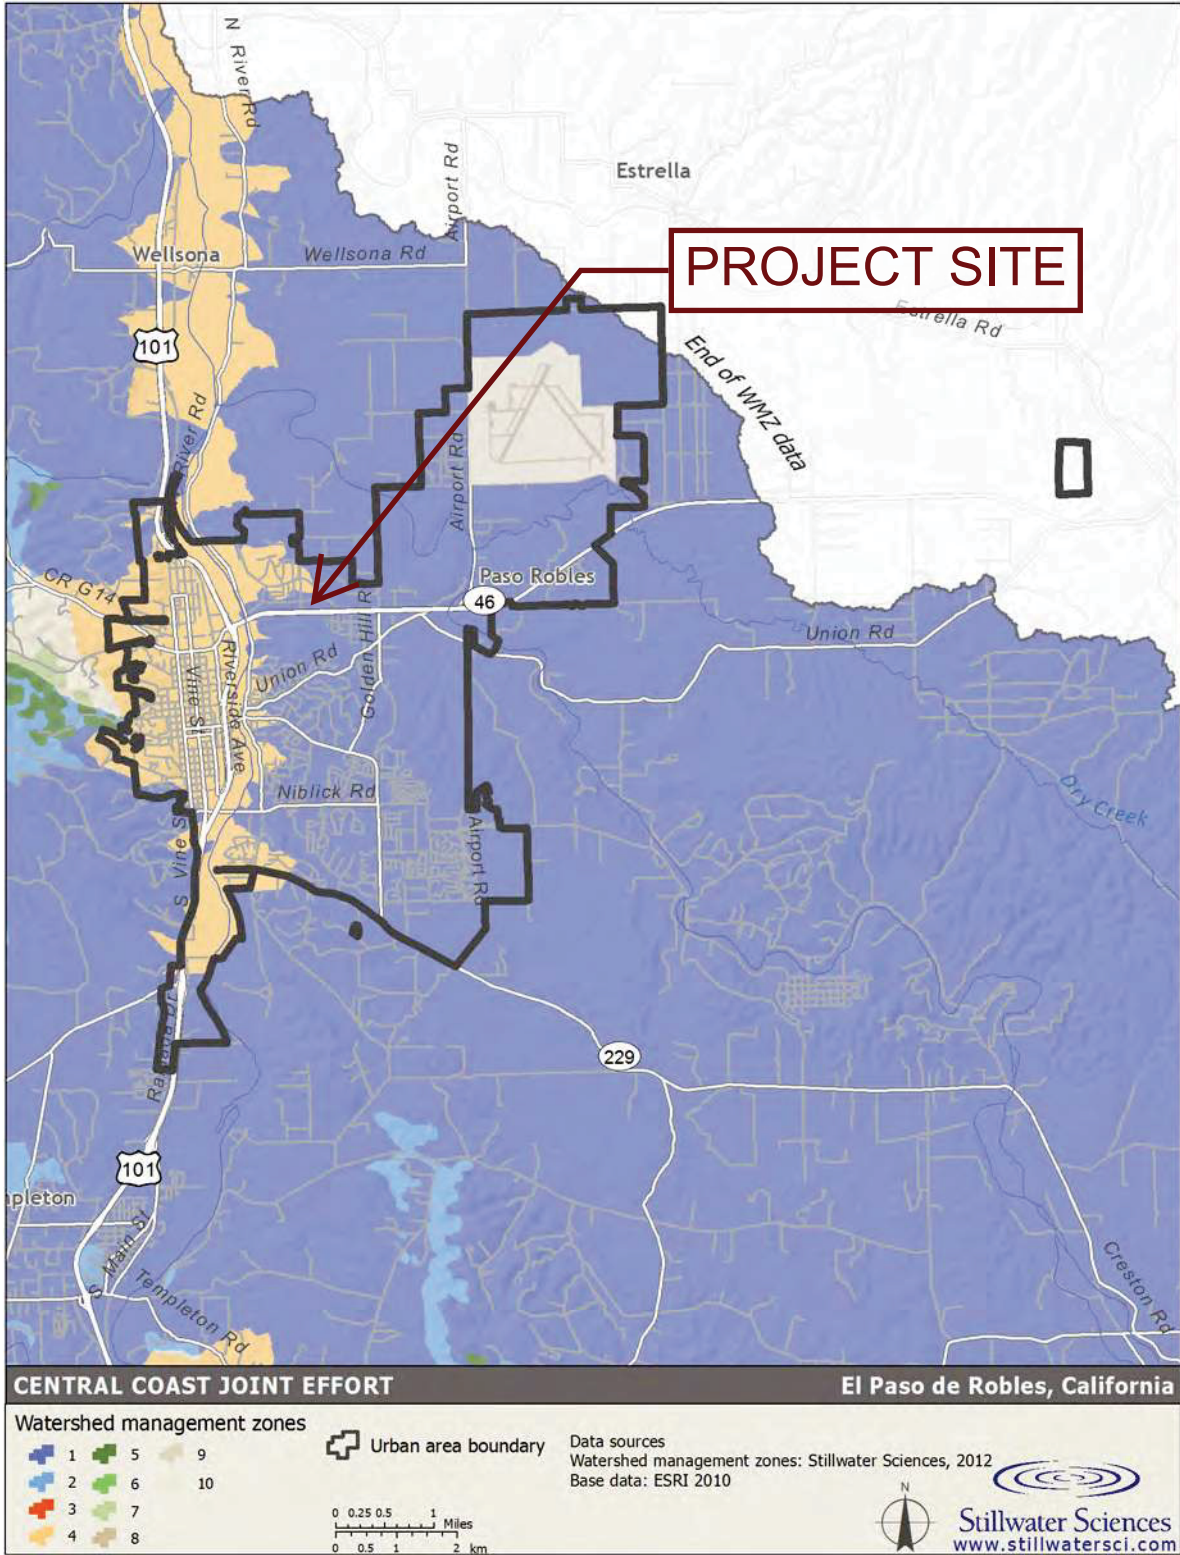 N River Rd
Airport Rd
Estrella
Wellsona
Wellsona Rd
PROJECT SITE
Estrella Rd
101
End of WMZ data
River Rd
Airport Rd
CR G14
Paso Robles
46
Golden Hill R
Union Rd
Union Rd
Riverside Ave
Vine St
Niblick Rd
Dry Creek
S Vine S
Airport Rd
Ramada Dr
229
101
mpleton
S Main St
Templeton Rd
Creston Rd
CENTRAL COAST JOINT EFFORT
El Paso de Robles, California
Watershed management zones
1 5 9
2 6 10
3 7
4 8
Urban area boundary
0 0.25 0.5 1
Miles
0 0.5 1 2 km
Data sources
Watershed management zones: Stillwater Sciences, 2012
Base data: ESRI 2010
N
Stillwater Sciences
www.stillwatersci.com